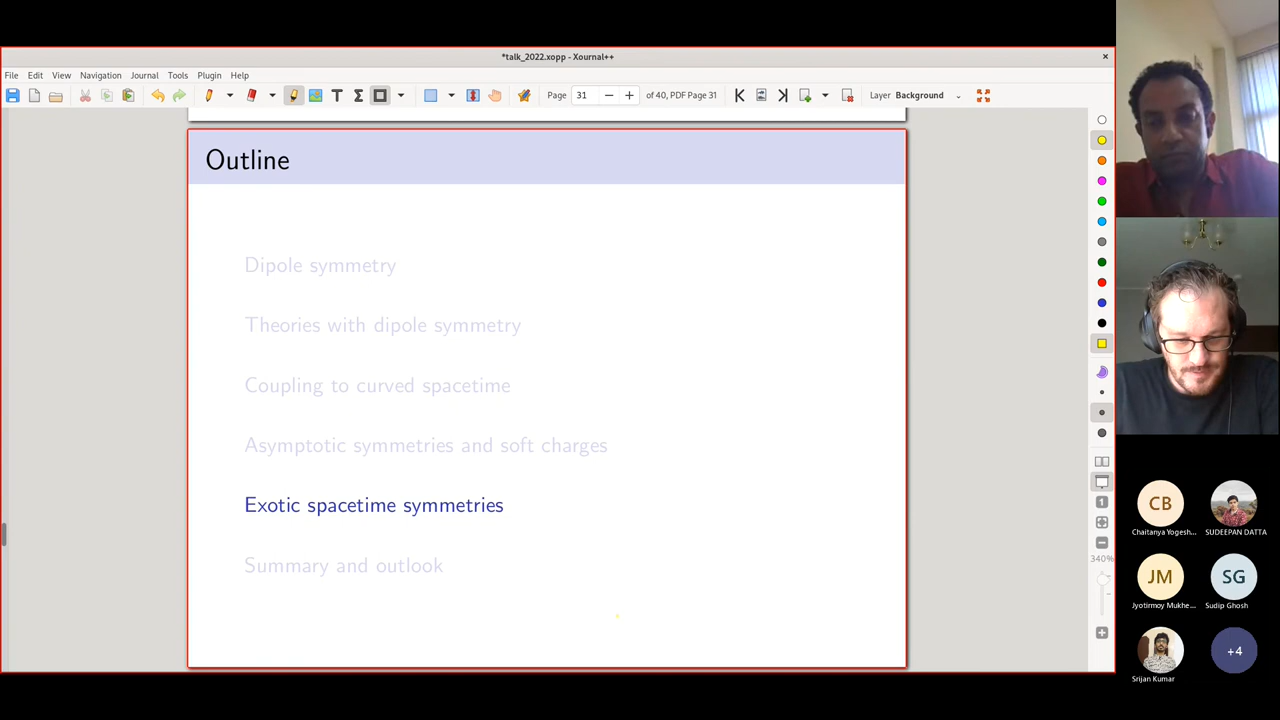 *talk_2022.xopp - Xournal++
×
File Edit View Navigation Journal Tools Plugin Help
Page 31 of 40, PDF Page 31 Layer Background
Outline
Dipole symmetry
Theories with dipole symmetry
Coupling to curved spacetime
Asymptotic symmetries and soft charges
Exotic spacetime symmetries
Summary and outlook
1
340%
CB
Chaitanya Yogesh... SUDEEPAN DATTA
JM SG
Jyotirmoy Mukhe... Sudip Ghosh
+4
Srijan Kumar